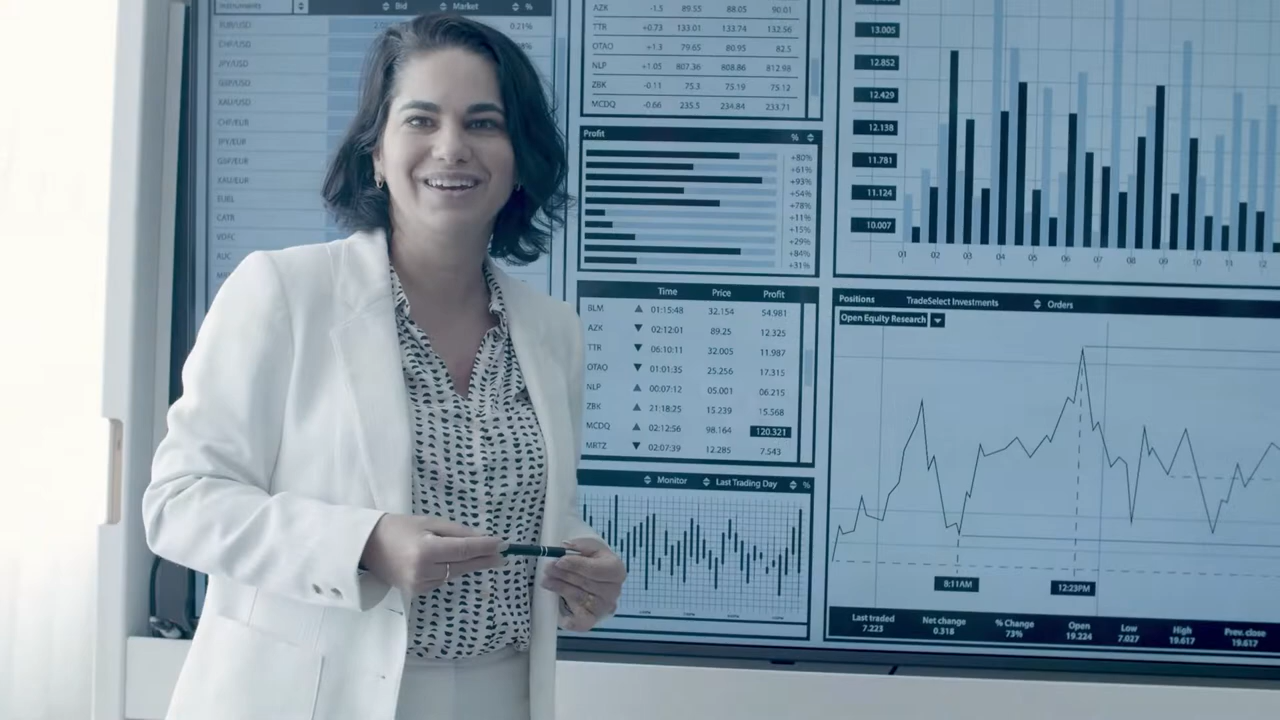 Instruments Bid Market %
EUR/USD 0.21%
CHF/USD
JPY/USD
GBP/USD
XAU/USD
CHF/EUR
JPY/EUR
GBP/EUR
XAU/EUR
EUBL
CATR
VDFC
AUC
AZK -1.5 89.55 88.05 90.01
TTR +0.73 133.01 133.74 132.56
OTAO +1.3 79.65 80.95 82.5
NLP +1.05 807.36 808.86 812.98
ZBK -0.11 75.3 75.19 75.12
MCDQ -0.66 235.5 234.84 233.71
Profit %
+80%
+61%
+93%
+54%
+78%
+11%
+15%
+29%
+84%
+31%
Time Price Profit
BLM 01:15:48 32.154 54.981
AZK 02:12:01 89.25 12.325
TTR 06:10:11 32.005 11.987
OTAO 01:01:35 25.256 17.315
NLP 00:07:12 05.001 06.215
ZBK 21:18:25 15.239 15.568
MCDQ 02:12:56 98.164 120.321
MRTZ 02:07:39 12.285 7.543
Monitor Last Trading Day %
13.005
12.852
12.429
12.138
11.781
11.124
10.007
01 02 03 04 05 06 07 08 09 10 11 12
Positions TradeSelect Investments Orders
Open Equity Research
8:11AM 12:23PM
Last traded Net change % Change Open Low High Prev. close
7.223 0.318 73% 19.224 7.027 19.617 19.617